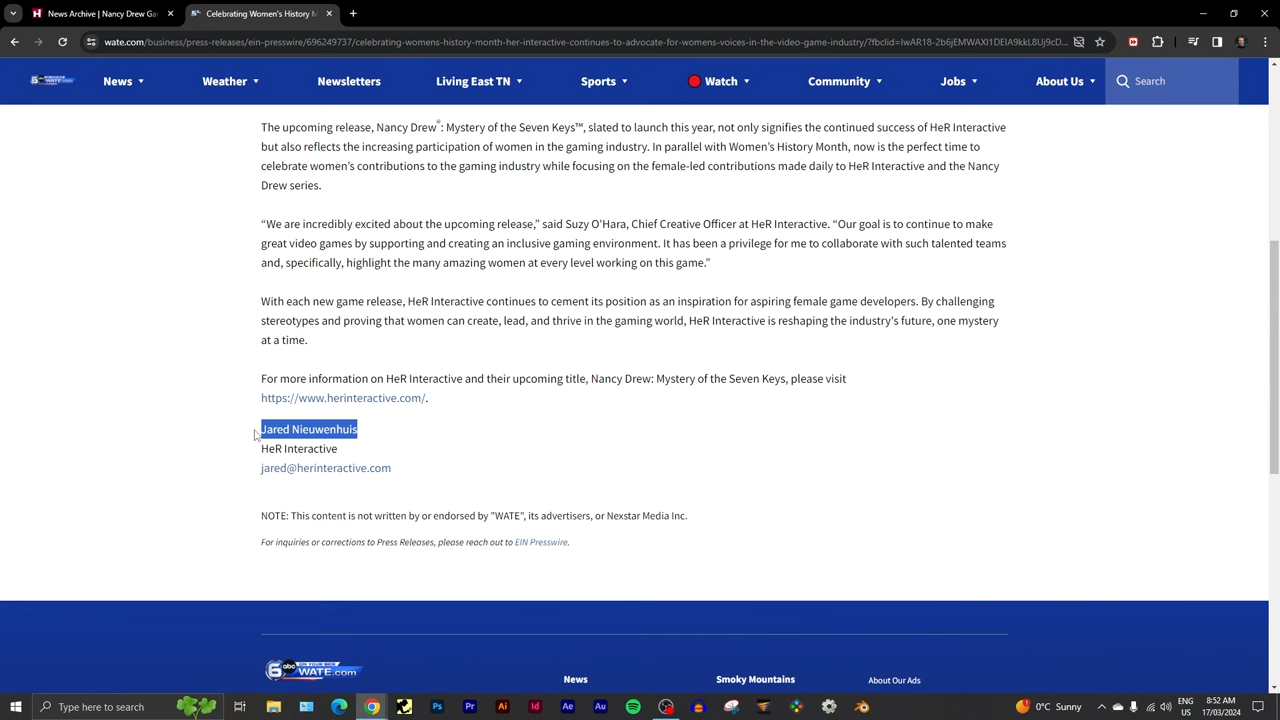 News Archive | Nancy Drew Ga
Celebrating Women's History M
wate.com/business/press-releases/ein-presswire/696249737/celebrating-womens-history-month-her-interactive-continues-to-advocate-for-womens-voices-in-the-video-game-industry/?fbclid=IwAR18-2b6jEMWAXI1DEIA9kkL8Uj9cD...
News
Weather
Newsletters
Living East TN
Sports
Watch
Community
Jobs
About Us
Search
The upcoming release, Nancy Drew®: Mystery of the Seven Keys™, slated to launch this year, not only signifies the continued success of HeR Interactive
but also reflects the increasing participation of women in the gaming industry. In parallel with Women's History Month, now is the perfect time to
celebrate women's contributions to the gaming industry while focusing on the female-led contributions made daily to HeR Interactive and the Nancy
Drew series.
“We are incredibly excited about the upcoming release,” said Suzy O'Hara, Chief Creative Officer at HeR Interactive. “Our goal is to continue to make
great video games by supporting and creating an inclusive gaming environment. It has been a privilege for me to collaborate with such talented teams
and, specifically, highlight the many amazing women at every level working on this game.”
With each new game release, HeR Interactive continues to cement its position as an inspiration for aspiring female game developers. By challenging
stereotypes and proving that women can create, lead, and thrive in the gaming world, HeR Interactive is reshaping the industry's future, one mystery
at a time.
For more information on HeR Interactive and their upcoming title, Nancy Drew: Mystery of the Seven Keys, please visit
https://www.herinteractive.com/.
Jared Nieuwenhuis
HeR Interactive
jared@herinteractive.com
NOTE: This content is not written by or endorsed by "WATE", its advertisers, or Nexstar Media Inc.
For inquiries or corrections to Press Releases, please reach out to EIN Presswire.
6 abc WATE.com
News
Smoky Mountains
About Our Ads
Type here to search
0°C Sunny
ENG
US
8:52 AM
17/03/2024